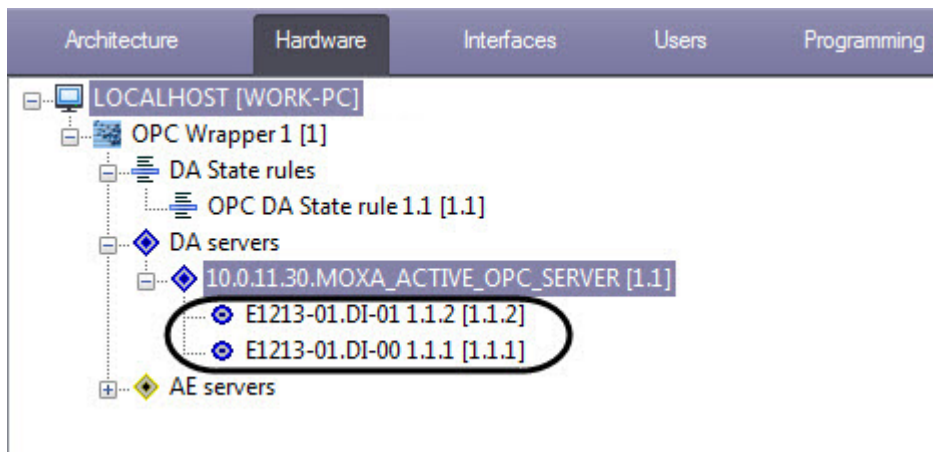 Architecture Hardware Interfaces Users Programming
LOCALHOST [WORK-PC]
OPC Wrapper 1 [1]
DA State rules
OPC DA State rule 1.1 [1.1]
DA servers
10.0.11.30.MOXA_ACTIVE_OPC_SERVER [1.1]
E1213-01.DI-01 1.1.2 [1.1.2]
E1213-01.DI-00 1.1.1 [1.1.1]
AE servers